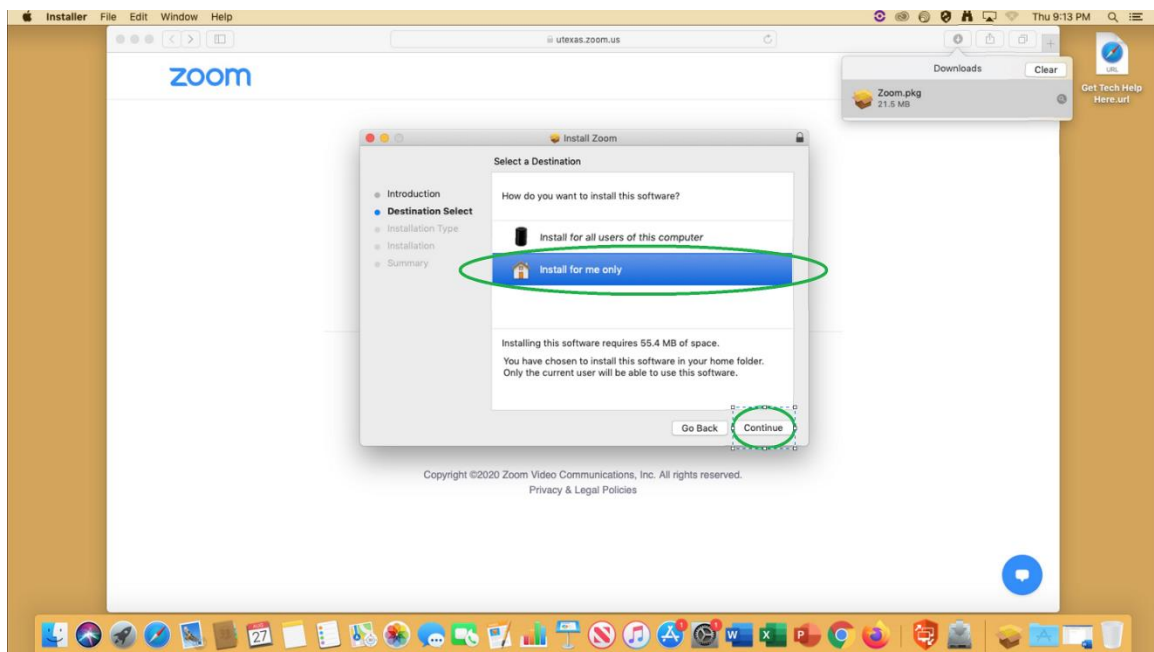 Installer File Edit Window Help
Thu 9:13 PM
utexas.zoom.us
zoom
Downloads
Clear
Zoom.pkg
21.5 MB
URL
Get Tech Help
Here.url
Install Zoom
Select a Destination
Introduction
Destination Select
Installation Type
Installation
Summary
How do you want to install this software?
Install for all users of this computer
Install for me only
Installing this software requires 55.4 MB of space.
You have chosen to install this software in your home folder.
Only the current user will be able to use this software.
Go Back
Continue
Copyright ©2020 Zoom Video Communications, Inc. All rights reserved.
Privacy & Legal Policies
27
W
X
P